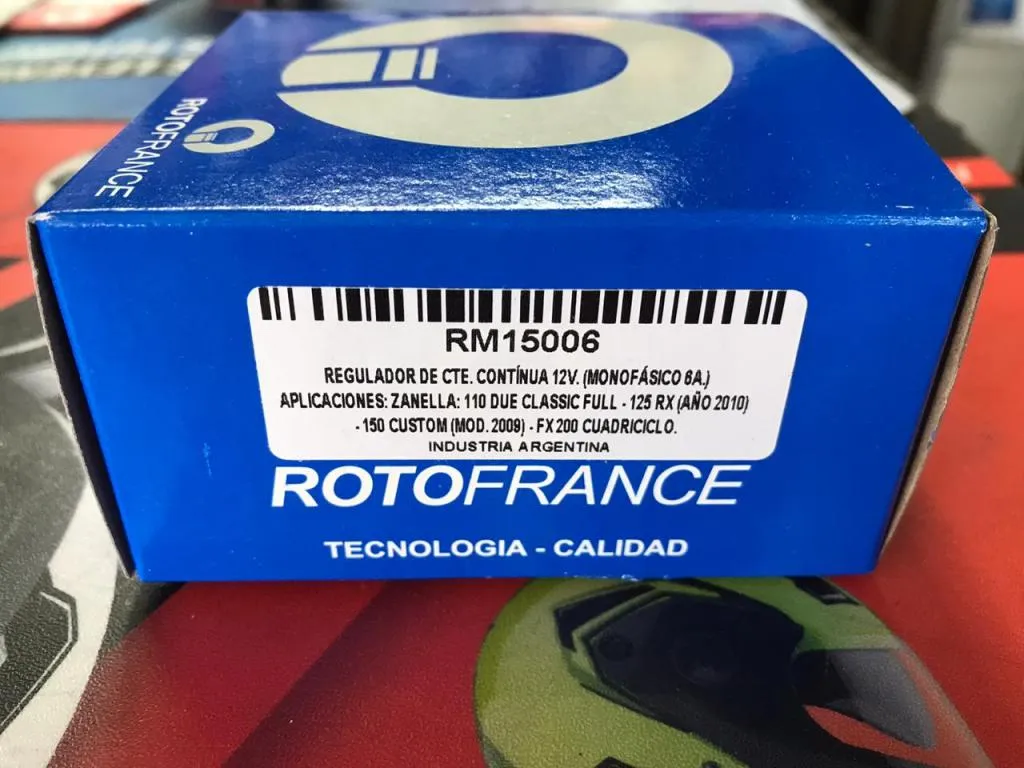 ROTOFRANCE
RM15006
REGULADOR DE CTE. CONTÍNUA 12V. (MONOFÁSICO 6A.)
APLICACIONES: ZANELLA: 110 DUE CLASSIC FULL - 125 RX (AÑO 2010)
- 150 CUSTOM (MOD. 2009) - FX 200 CUADRICICLO.
INDUSTRIA ARGENTINA
ROTOFRANCE
TECNOLOGIA - CALIDAD